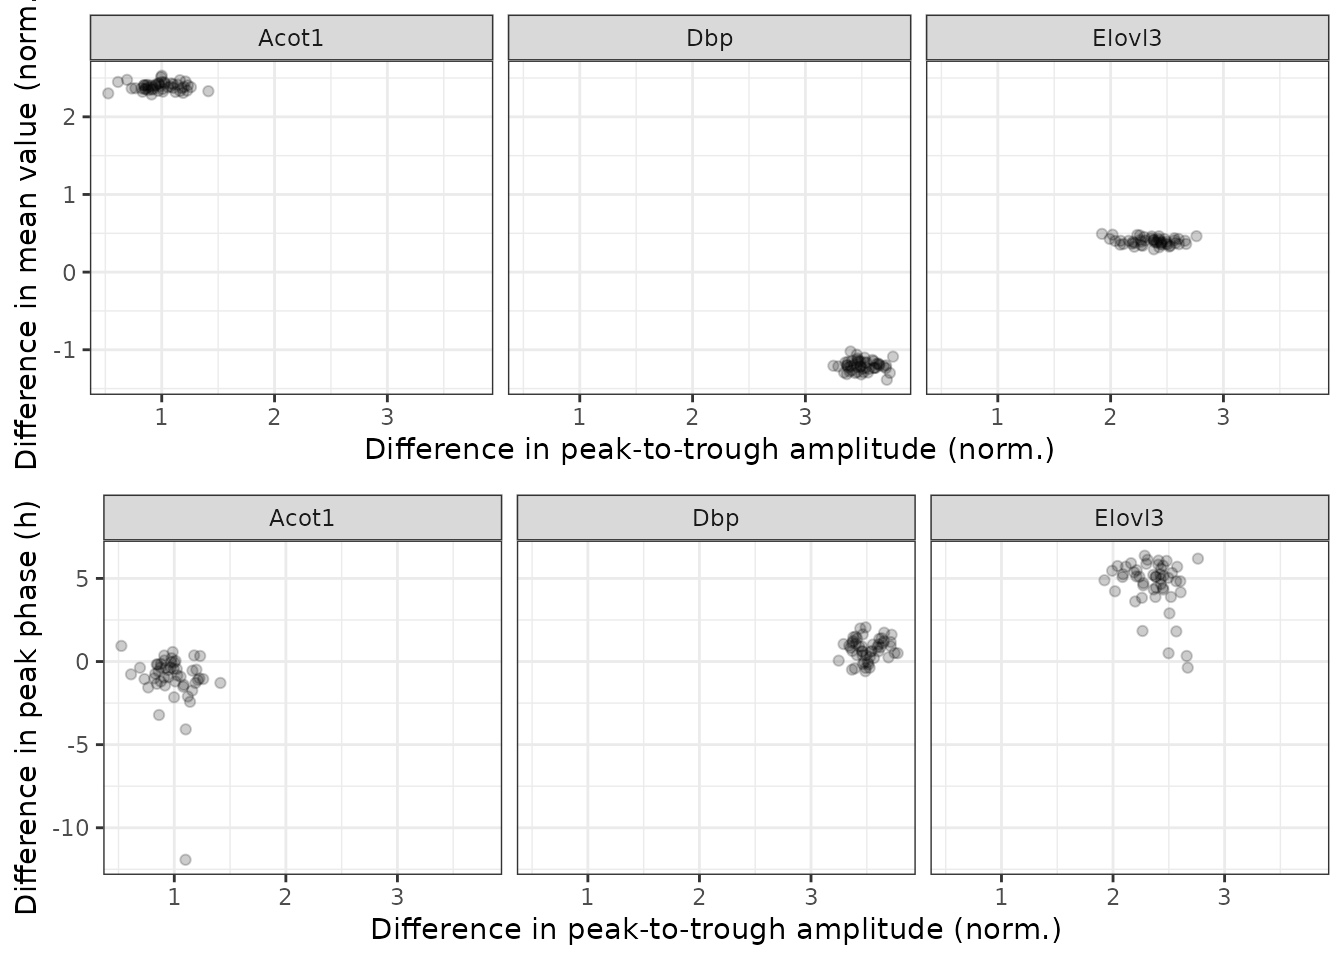 Acot1 Dbp Elovl3
Difference in mean value (norm.
2
1
0
-1
1 2 3 1 2 3 1 2 3
Difference in peak-to-trough amplitude (norm.)
Acot1 Dbp Elovl3
Difference in peak phase (h)
5
0
-5
-10
1 2 3 1 2 3 1 2 3
Difference in peak-to-trough amplitude (norm.)